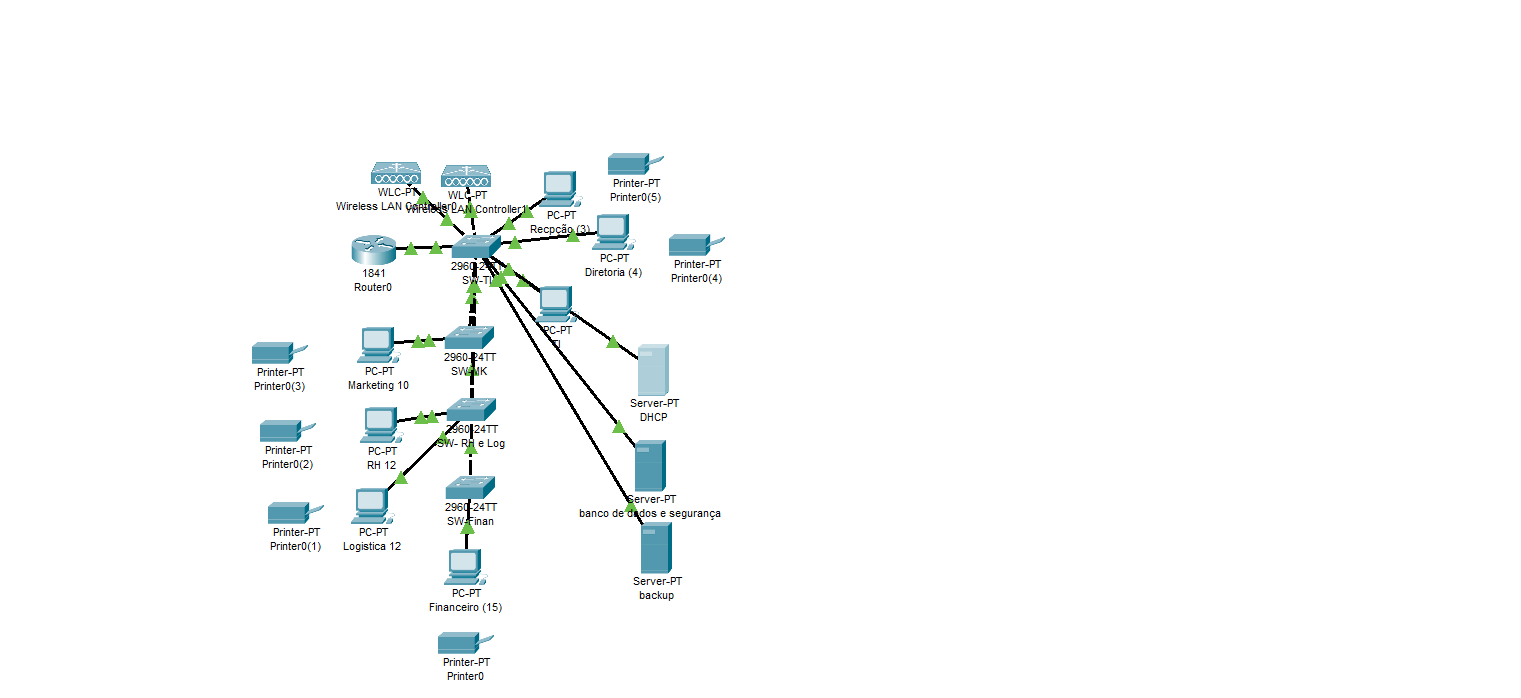 Printer-PT
Printer0(5)
WLC-PT
Wireless LAN Controller0
WLC-PT
Wireless LAN Controller1
PC-PT
Recpção (3)
PC-PT
Diretoria (4)
Printer-PT
Printer0(4)
1841
Router0
2960-24TT
SW-TI
PC-PT
TI
2960-24TT
SW-MK
PC-PT
Marketing 10
Printer-PT
Printer0(3)
Server-PT
DHCP
2960-24TT
SW- RH e Log
PC-PT
RH 12
Printer-PT
Printer0(2)
Server-PT
banco de dados e segurança
2960-24TT
SW-Finan
PC-PT
Logistica 12
Printer-PT
Printer0(1)
Server-PT
backup
PC-PT
Financeiro (15)
Printer-PT
Printer0